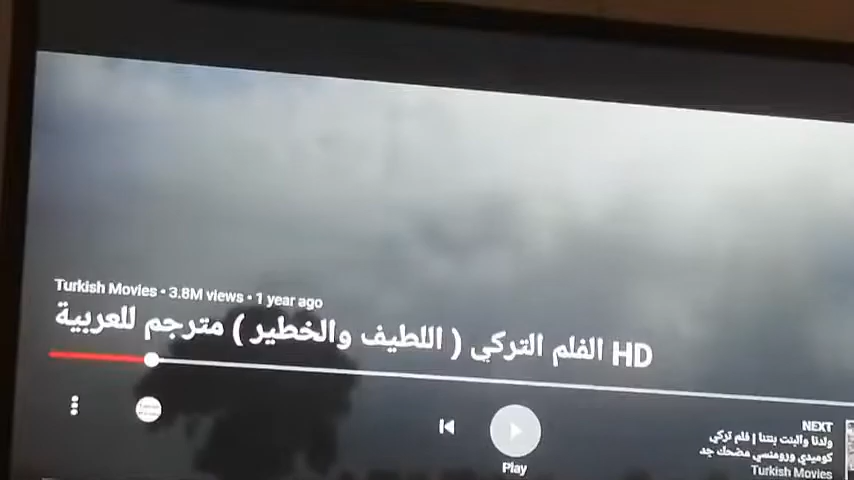 Turkish Movies • 3.8M views • 1 year ago
HD الفلم التركي ( اللطيف والخطير ) مترجم للعربية
Play
NEXT
ولدنا والبنت بنتنا | فلم تركي
كوميدي ورومنسي مضحك جد
Turkish Movies